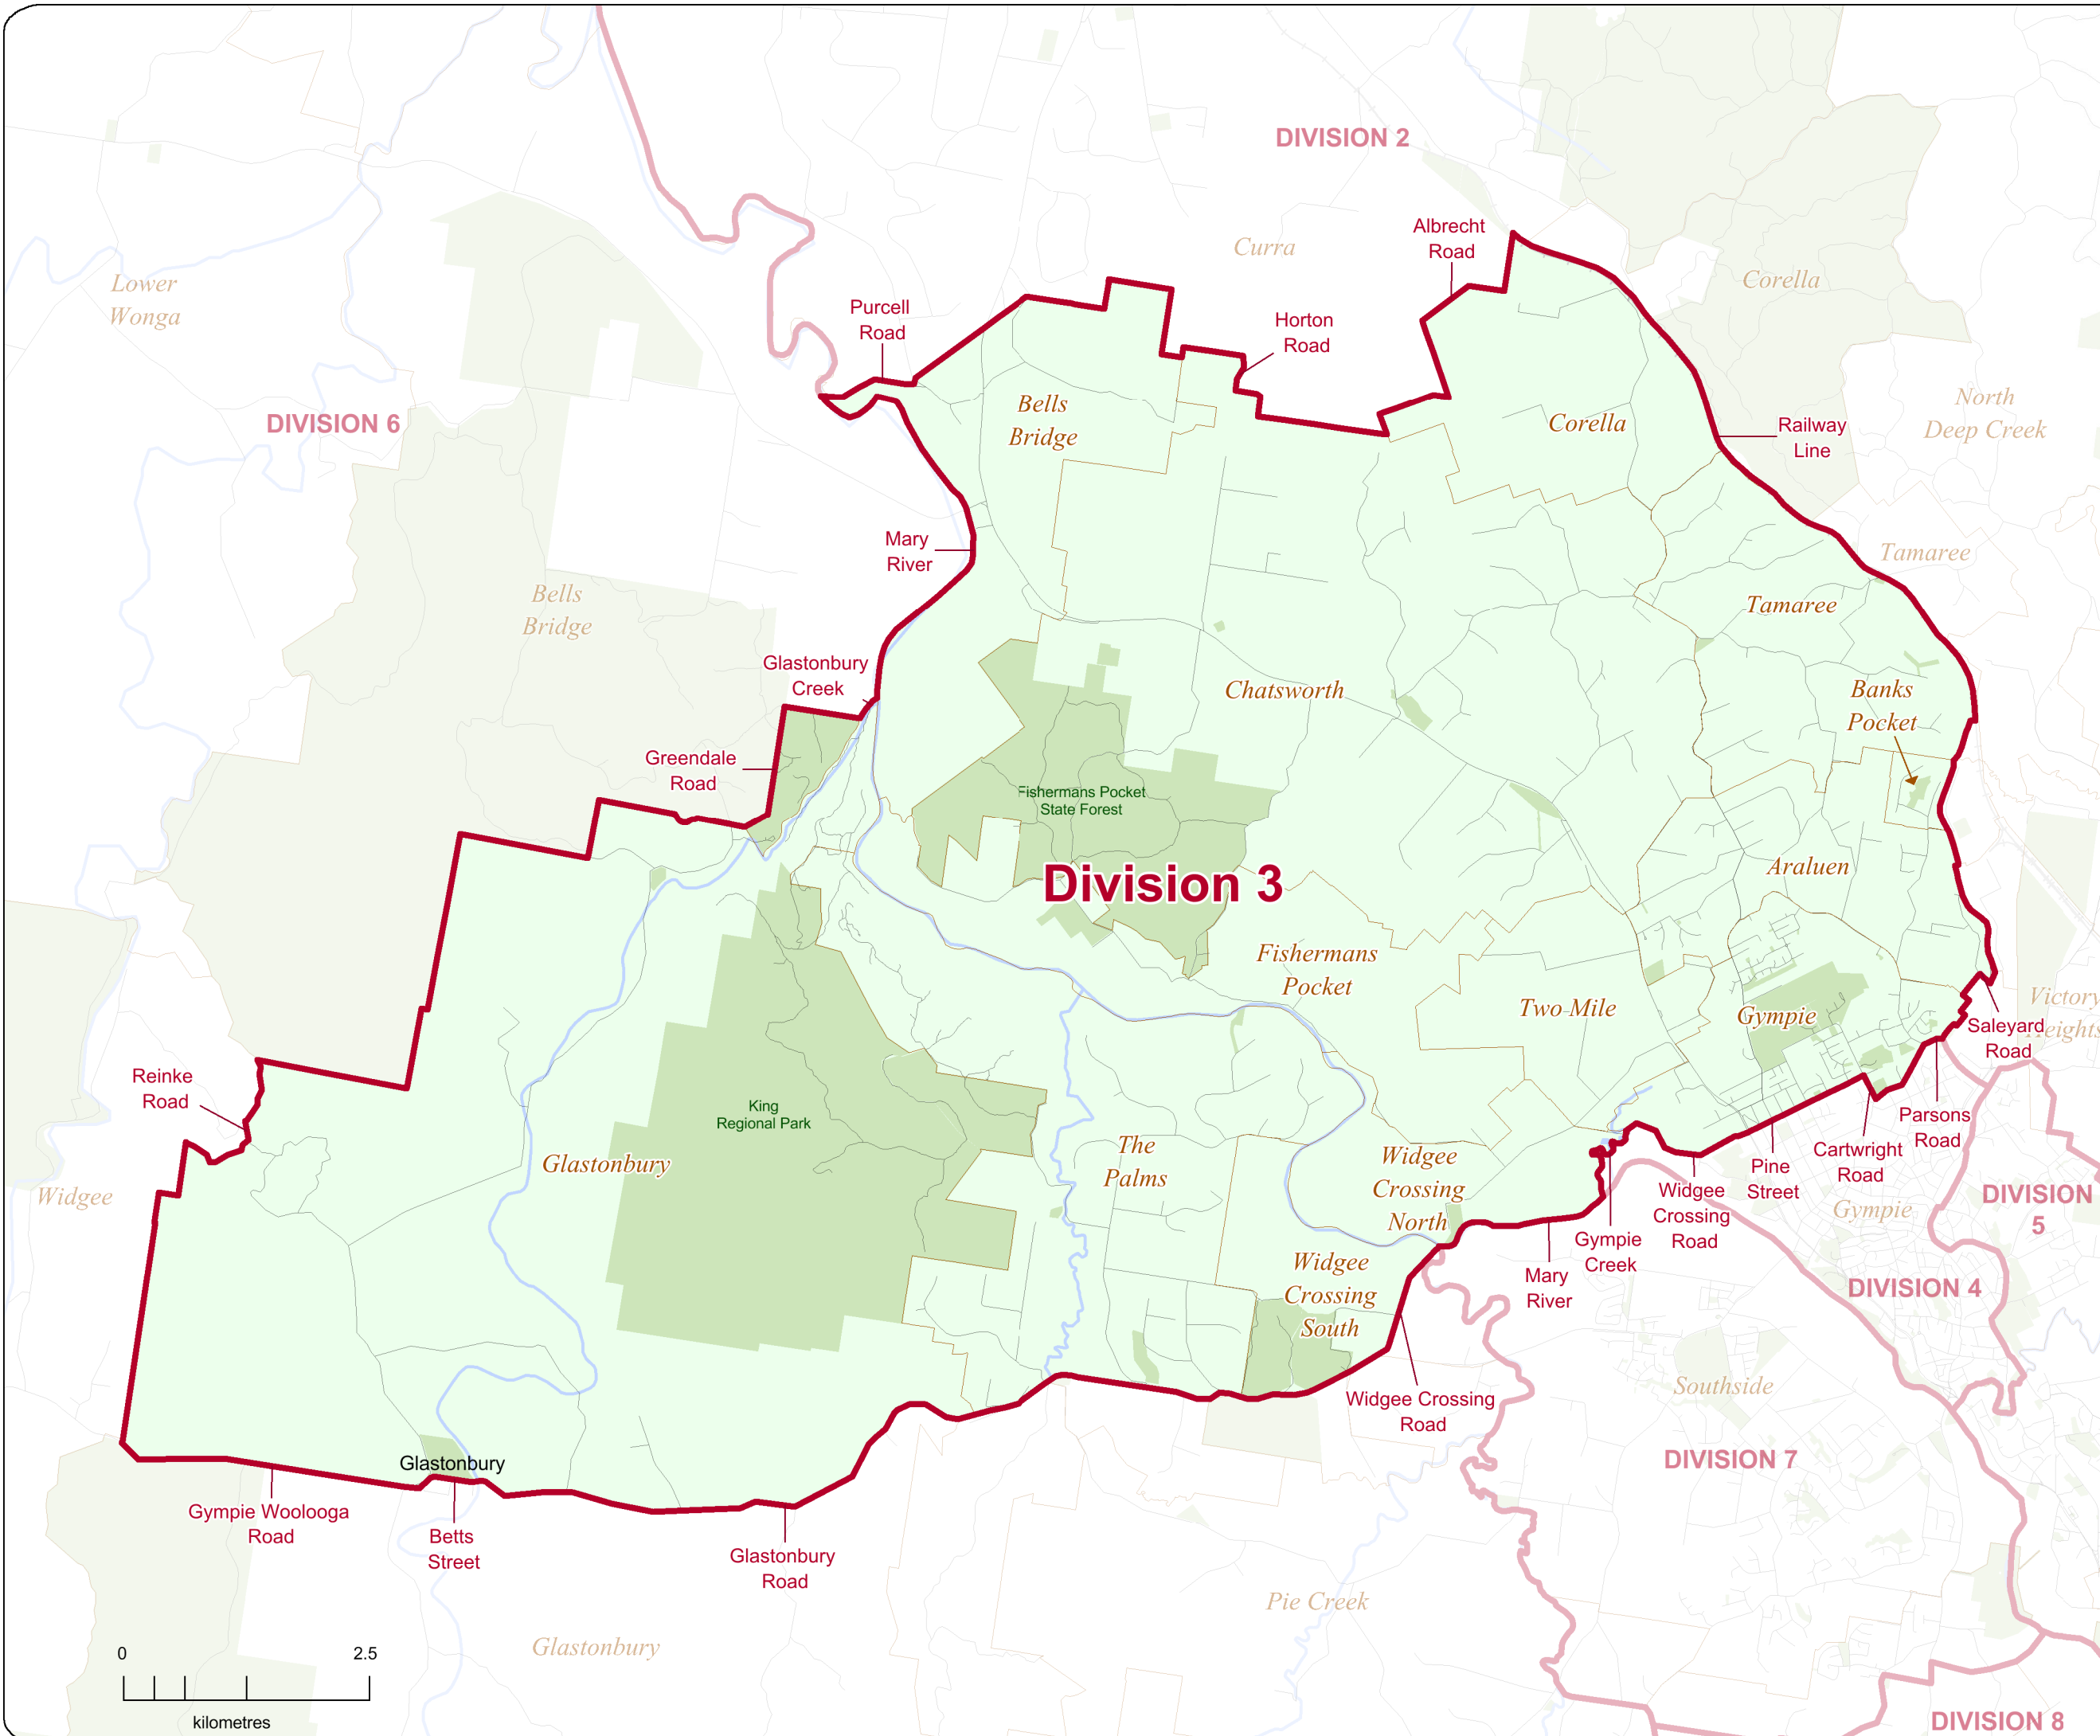 DIVISION 2
Albrecht
Road
Curra
Corella
Lower
Wonga
Purcell
Road
Horton
Road
DIVISION 6
Bells
Bridge
Corella
Railway
Line
North
Deep Creek
Mary
River
Tamaree
Bells
Bridge
Tamaree
Glastonbury
Creek
Chatsworth
Banks
Pocket
Greendale
Road
Fishermans Pocket
State Forest
Division 3
Araluen
Fishermans
Pocket
Two Mile
Gympie
Victory
Heights
Saleyard
Road
Reinke
Road
King
Regional Park
Parsons
Road
Cartwright
Road
Pine
Street
Widgee
Crossing
Road
The
Palms
Widgee
Crossing
North
Glastonbury
Widgee
Gympie
DIVISION
5
Gympie
Creek
Mary
River
Widgee
Crossing
South
DIVISION 4
Southside
Widgee Crossing
Road
DIVISION 7
Glastonbury
Gympie Woolooga
Road
Betts
Street
Glastonbury
Road
Pie Creek
Glastonbury
0 2.5
kilometres
DIVISION 8